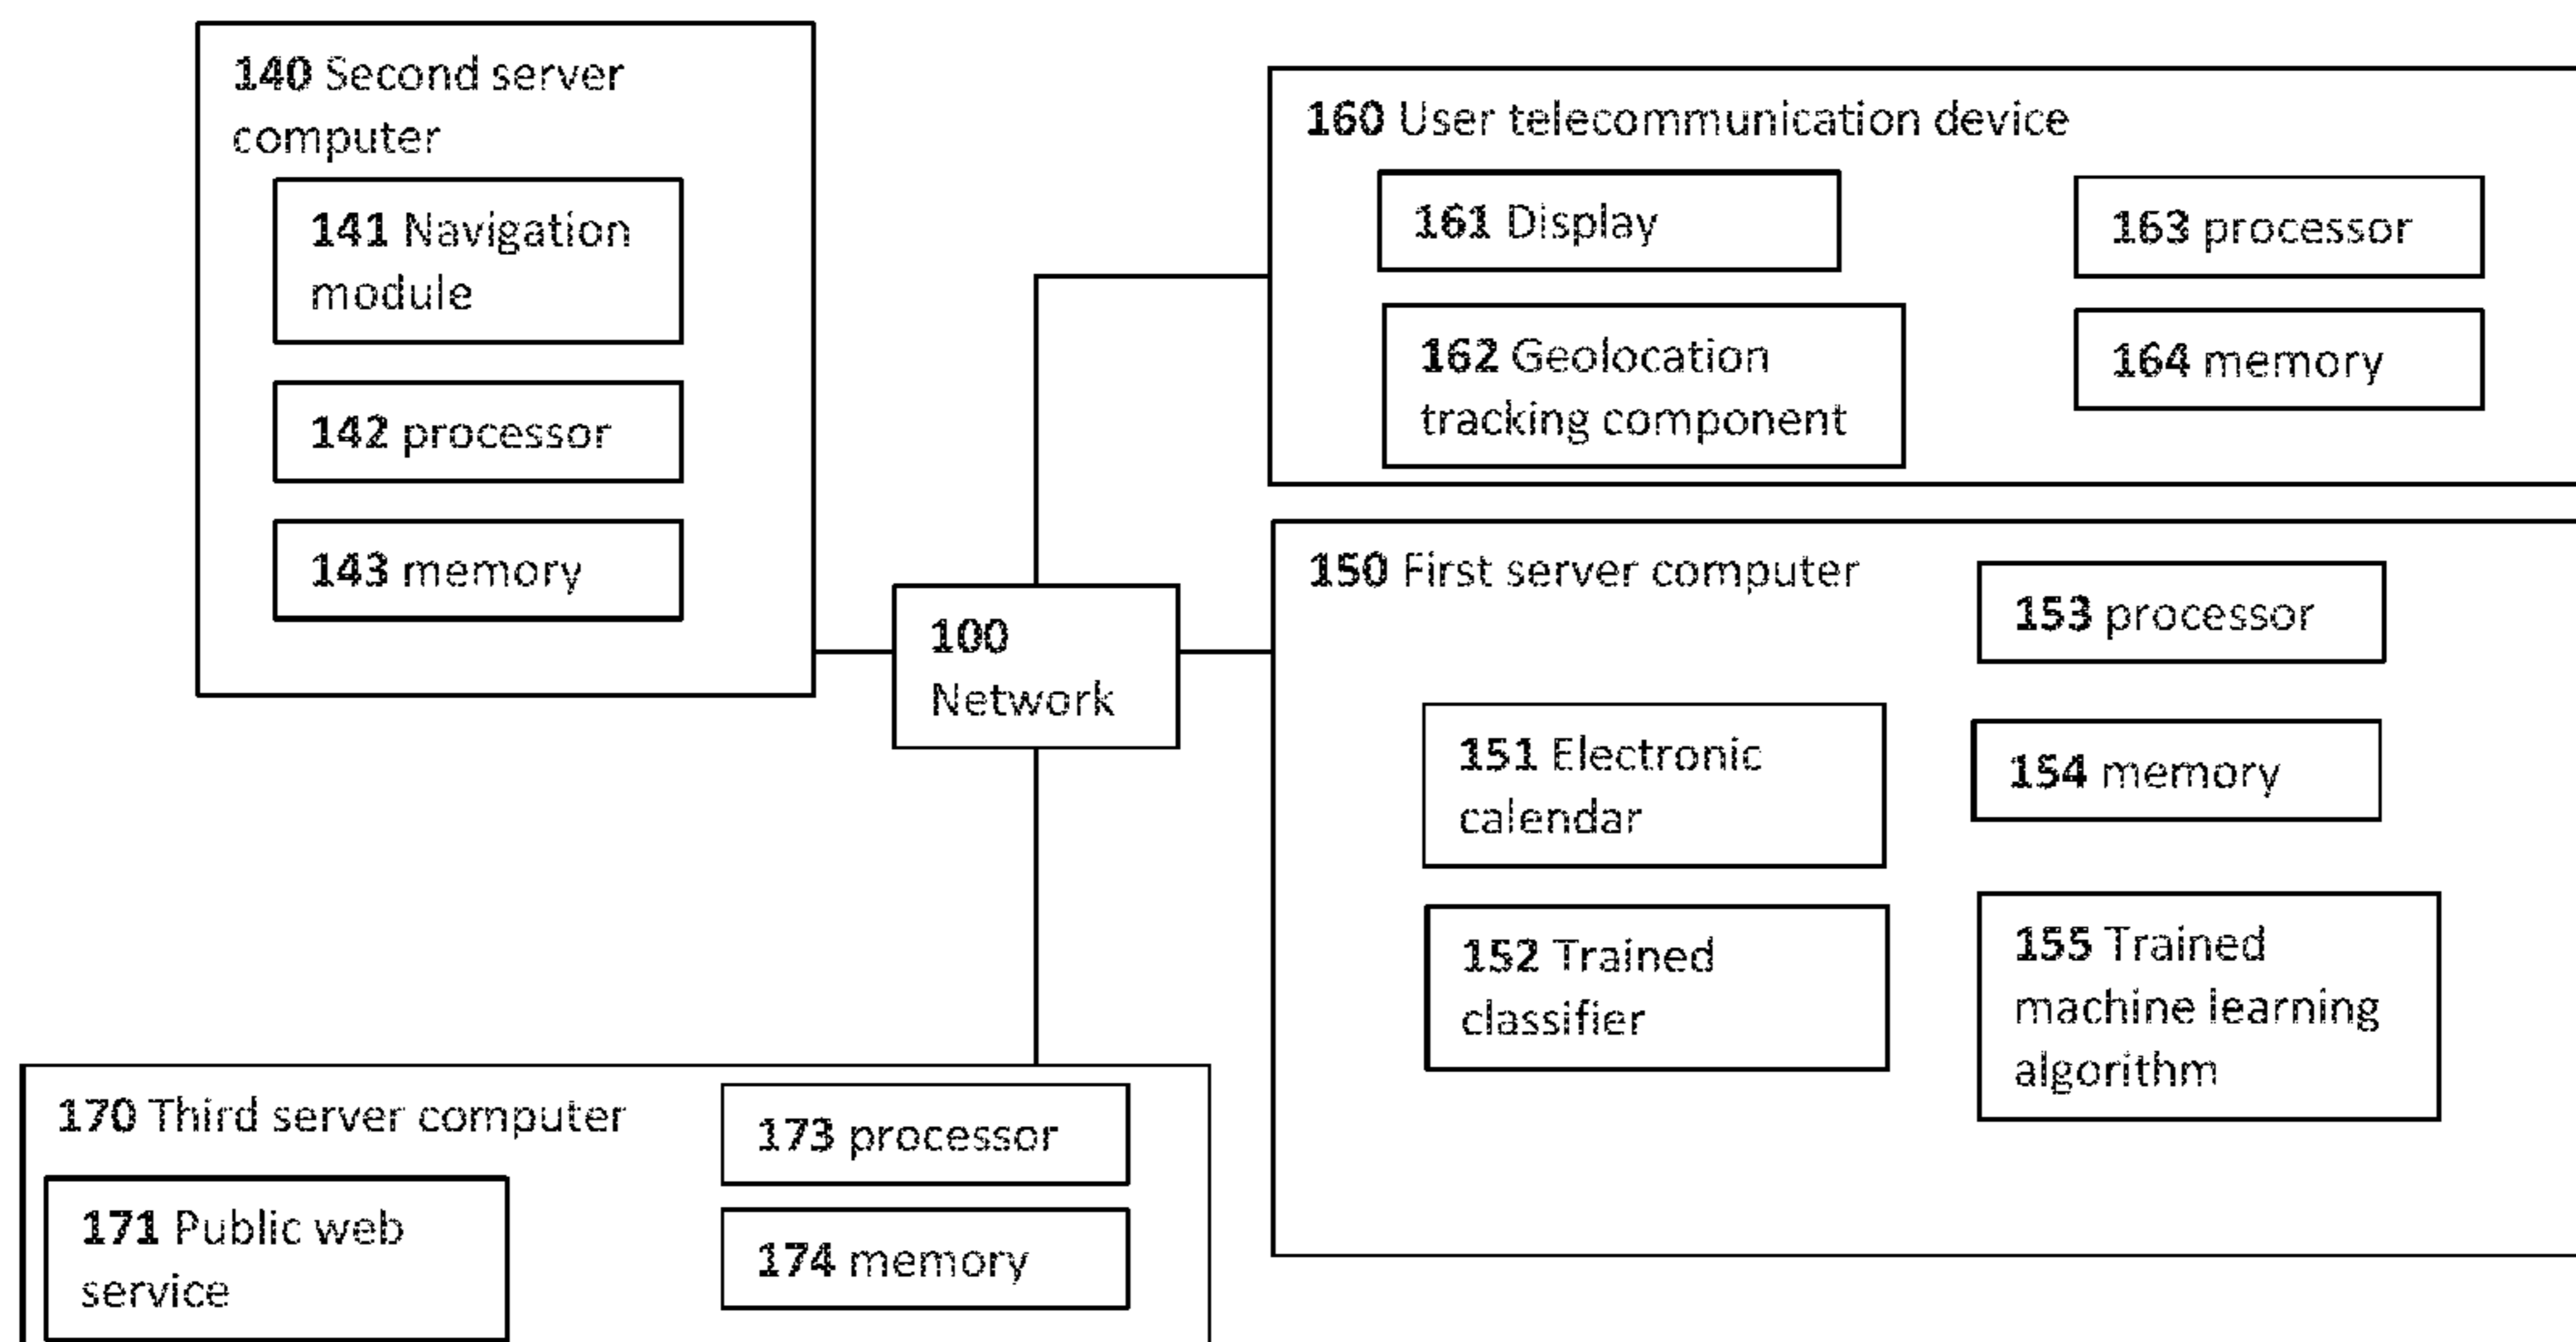 140 Second server
computer
141 Navigation
module
142 processor
143 memory
160 User telecommunication device
161 Display
162 Geolocation
tracking component
163 processor
164 memory
100
Network
150 First server computer
151 Electronic
calendar
152 Trained
classifier
153 processor
154 memory
155 Trained
machine learning
algorithm
170 Third server computer
171 Public web
service
173 processor
174 memory